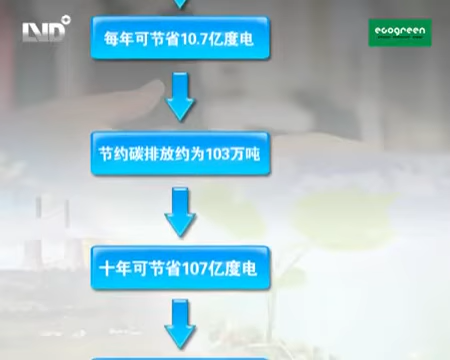 LVD+
ecogreen
每年可节省10.7亿度电
节约碳排放约为103万吨
十年可节省107亿度电